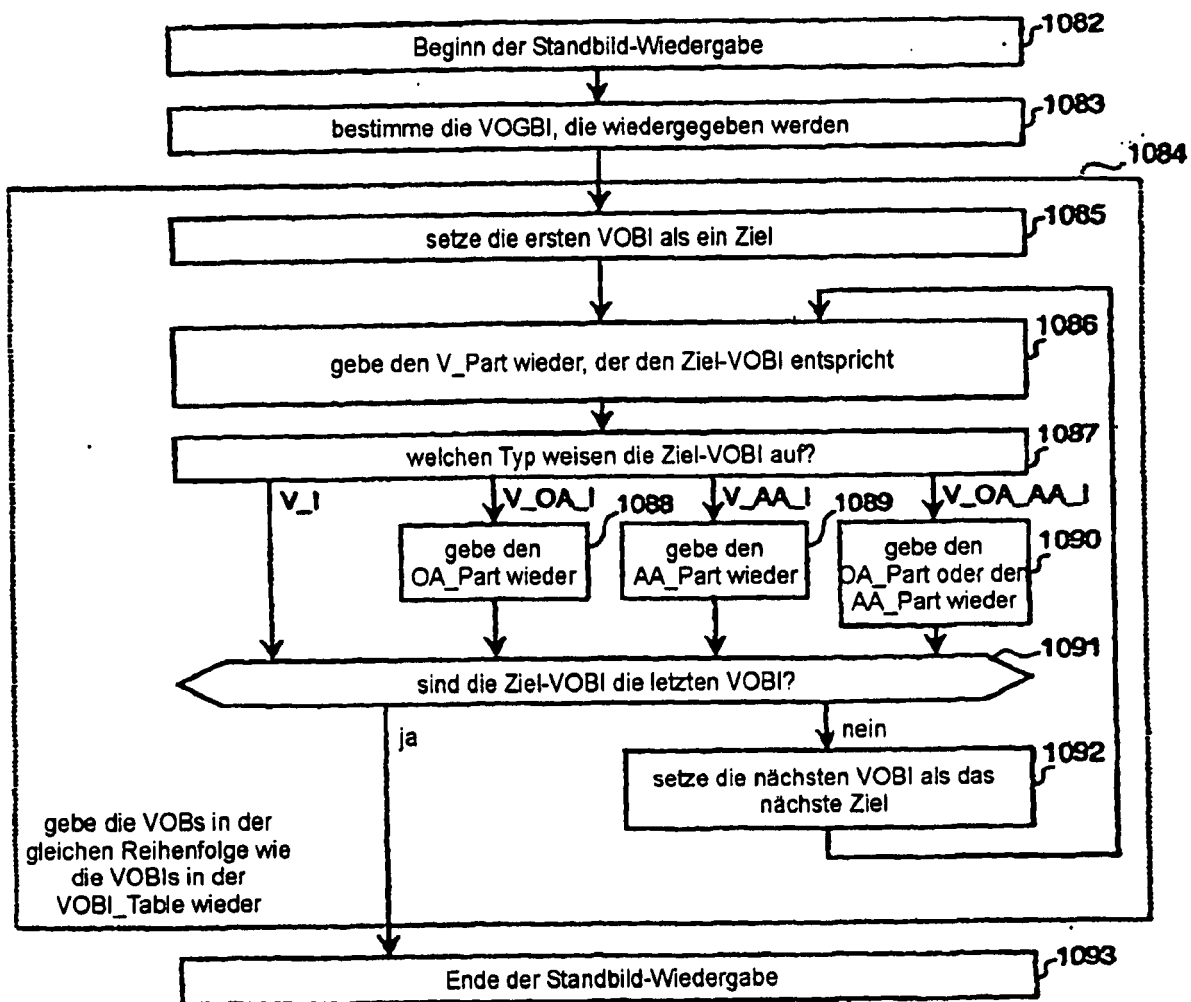 1082
Beginn der Standbild-Wiedergabe
1083
bestimme die VOGBI, die wiedergegeben werden
1084
1085
setze die ersten VOBI als ein Ziel
1086
gebe den V_Part wieder, der den Ziel-VOBI entspricht
1087
welchen Typ weisen die Ziel-VOBI auf?
V_I
V_OA_I
1088
V_AA_I
1089
V_OA_AA_I
1090
gebe den
OA_Part wieder
gebe den
AA_Part wieder
gebe den
OA_Part oder den
AA_Part wieder
1091
sind die Ziel-VOBI die letzten VOBI?
ja
nein
1092
setze die nächsten VOBI als das
nächste Ziel
gebe die VOBs in der
gleichen Reihenfolge wie
die VOBIs in der
VOBI_Table wieder
1093
Ende der Standbild-Wiedergabe